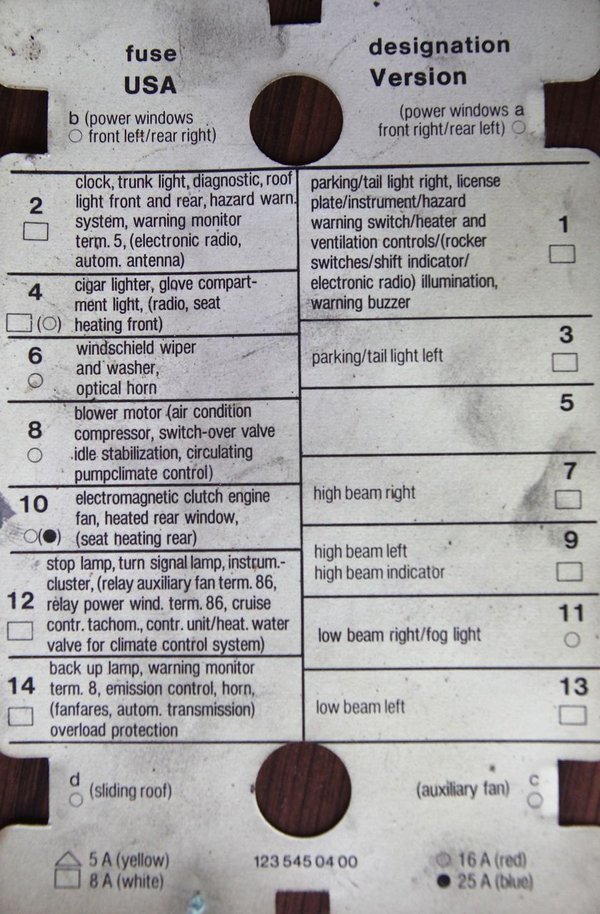 fuse
USA
designation
Version
b (power windows
front left/rear right)
(power windows a
front right/rear left)
2
clock, trunk light, diagnostic, roof
light front and rear, hazard warn.
system, warning monitor
term. 5, (electronic radio,
autom. antenna)
4
cigar lighter, glove compart-
ment light, (radio, seat
heating front)
6
windschield wiper
and washer,
optical horn
8
blower motor (air condition
compressor, switch-over valve
idle stabilization, circulating
pumpclimate control)
10
electromagnetic clutch engine
fan, heated rear window,
(seat heating rear)
12
stop lamp, turn signal lamp, instrum.-
cluster, (relay auxiliary fan term. 86,
relay power wind. term. 86, cruise
contr. tachom., contr. unit/heat. water
valve for climate control system)
14
back up lamp, warning monitor
term. 8, emission control, horn,
(fanfares, autom. transmission)
overload protection
parking/tail light right, license
plate/instrument/hazard
warning switch/heater and
ventilation controls/(rocker
switches/shift indicator/
electronic radio) illumination,
warning buzzer
1
parking/tail light left
3
5
high beam right
7
high beam left
high beam indicator
9
low beam right/fog light
11
low beam left
13
d (sliding roof)
(auxiliary fan) c
5 A (yellow)
8 A (white)
123 545 04 00
16 A (red)
25 A (blue)